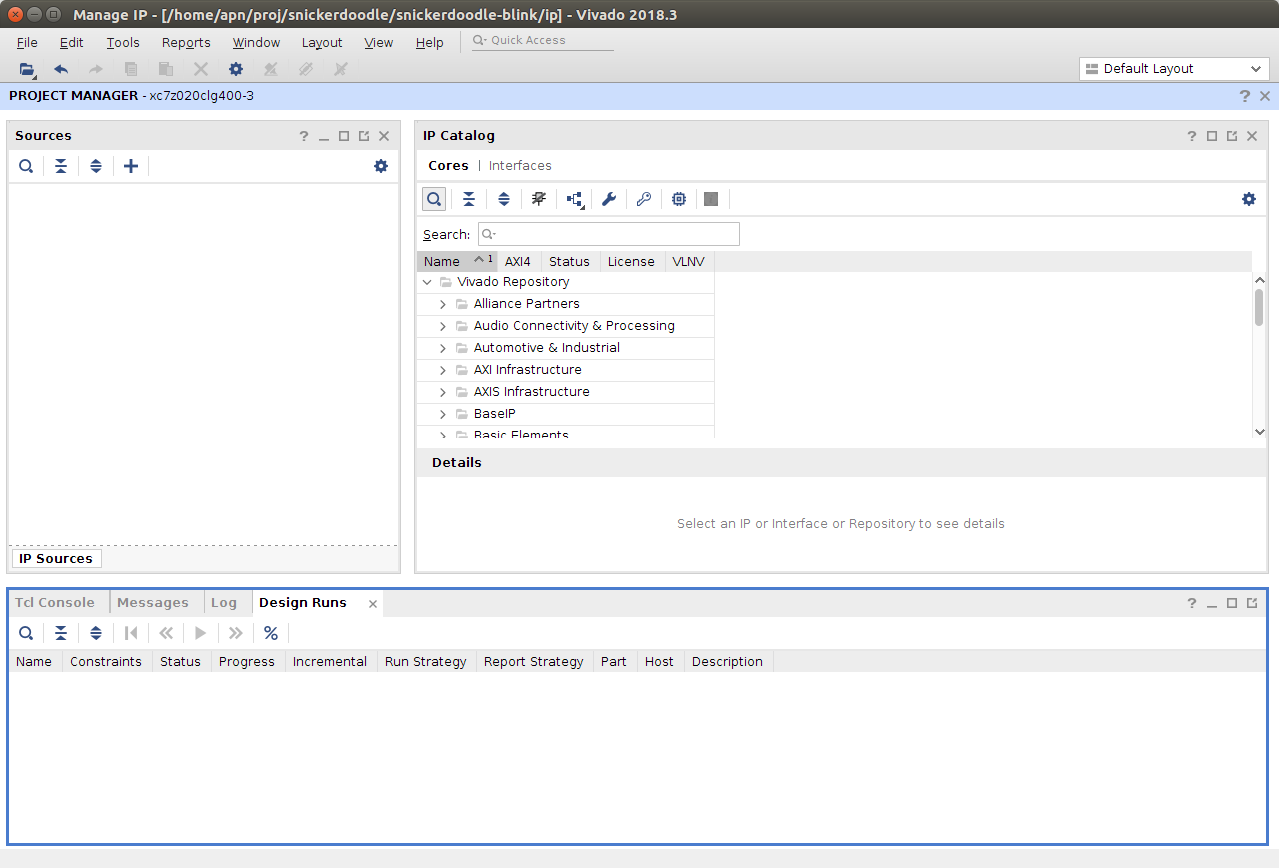 Manage IP - [/home/apn/proj/snickerdoodle/snickerdoodle-blink/ip] - Vivado 2018.3
File Edit Tools Reports Window Layout View Help Quick Access
Default Layout
PROJECT MANAGER - xc7z020clg400-3
Sources
IP Sources
IP Catalog
Cores | Interfaces
Search:
Name 1 AXI4 Status License VLNV
Vivado Repository
Alliance Partners
Audio Connectivity & Processing
Automotive & Industrial
AXI Infrastructure
AXIS Infrastructure
BaseIP
Basic Elements
Details
Select an IP or Interface or Repository to see details
Tcl Console Messages Log Design Runs
Name Constraints Status Progress Incremental Run Strategy Report Strategy Part Host Description